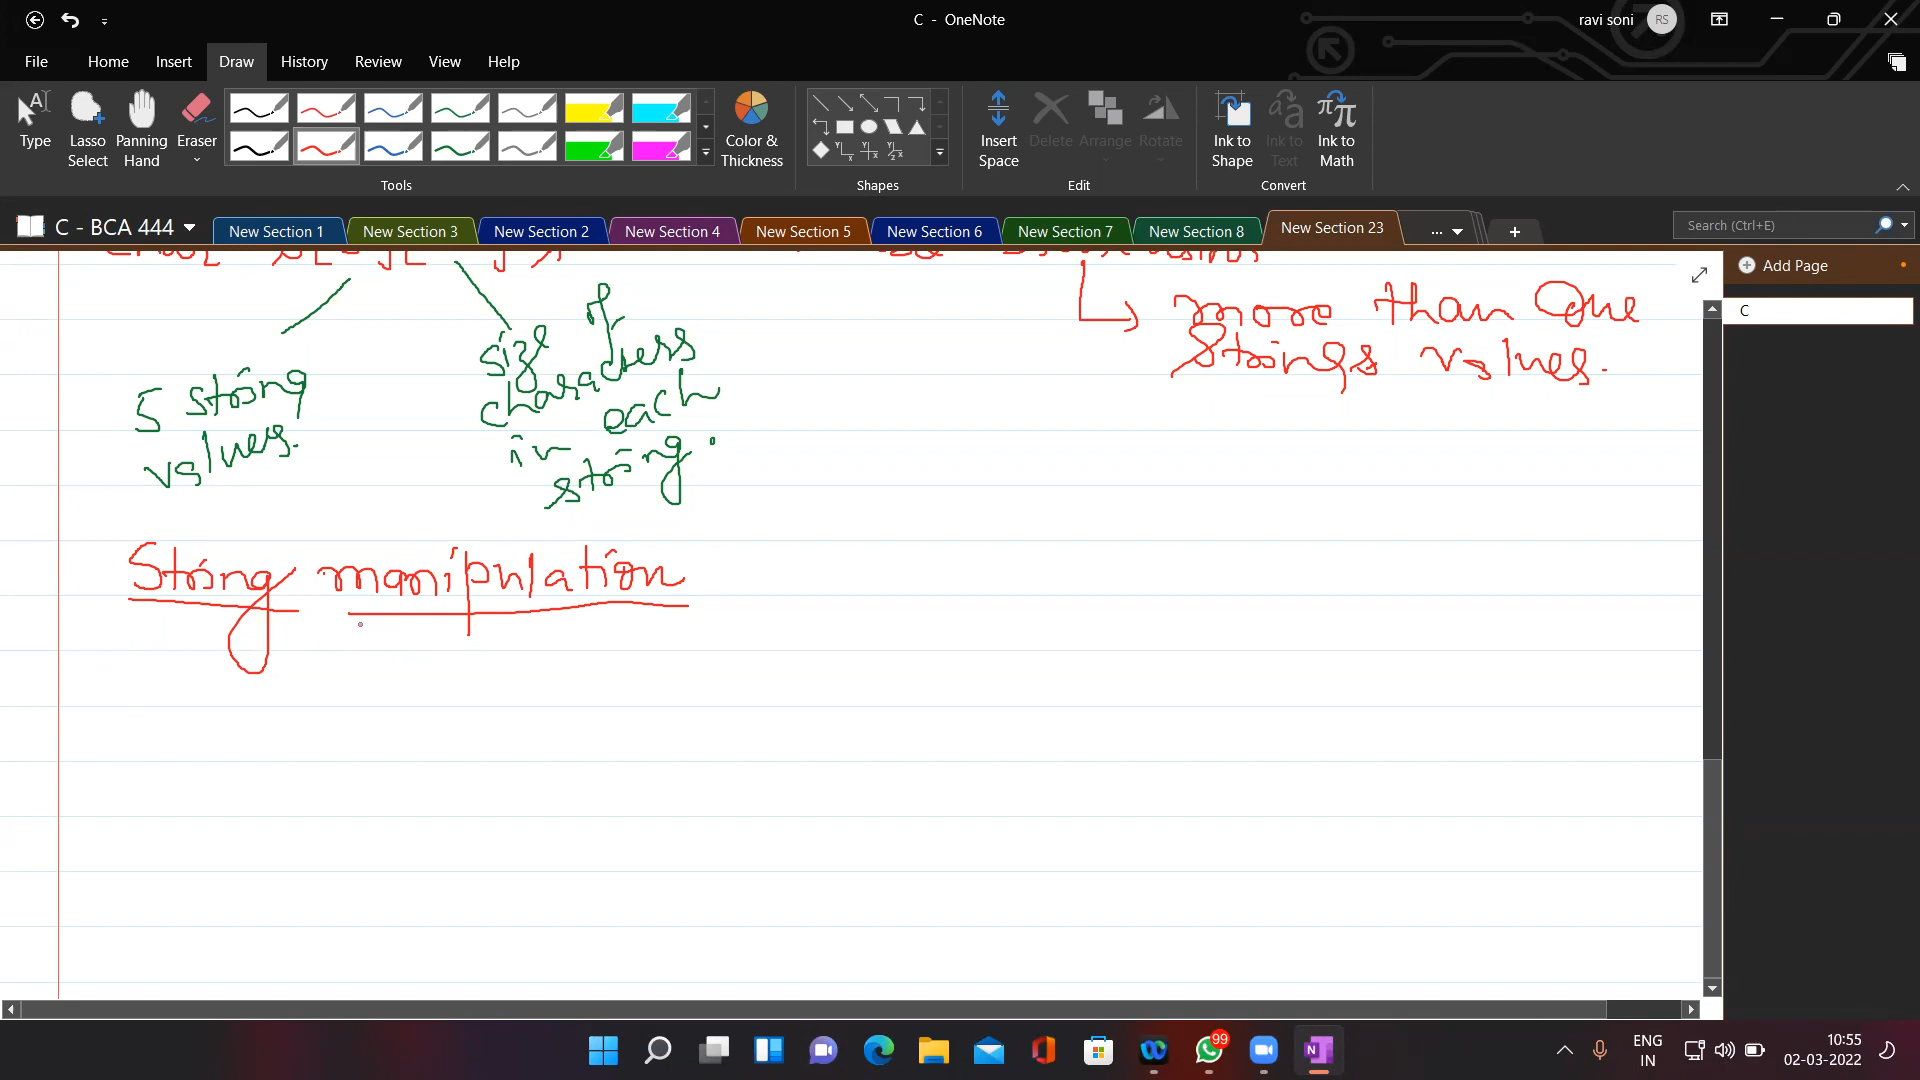 C - OneNote
ravi soni RS
File Home Insert Draw History Review View Help
Type Lasso Select Panning Hand Eraser Color & Thickness Insert Space Delete Arrange Rotate Ink to Shape Ink to Text Ink to Math
Tools Shapes Edit Convert
C - BCA 444 New Section 1 New Section 3 New Section 2 New Section 4 New Section 5 New Section 6 New Section 7 New Section 8 New Section 23 ... + Search (Ctrl+E)
Add Page
C
more than One
Strings values.
5 string
values.
size of
characters
in each
string.
String manipulation
99
ENG
IN
10:55
02-03-2022